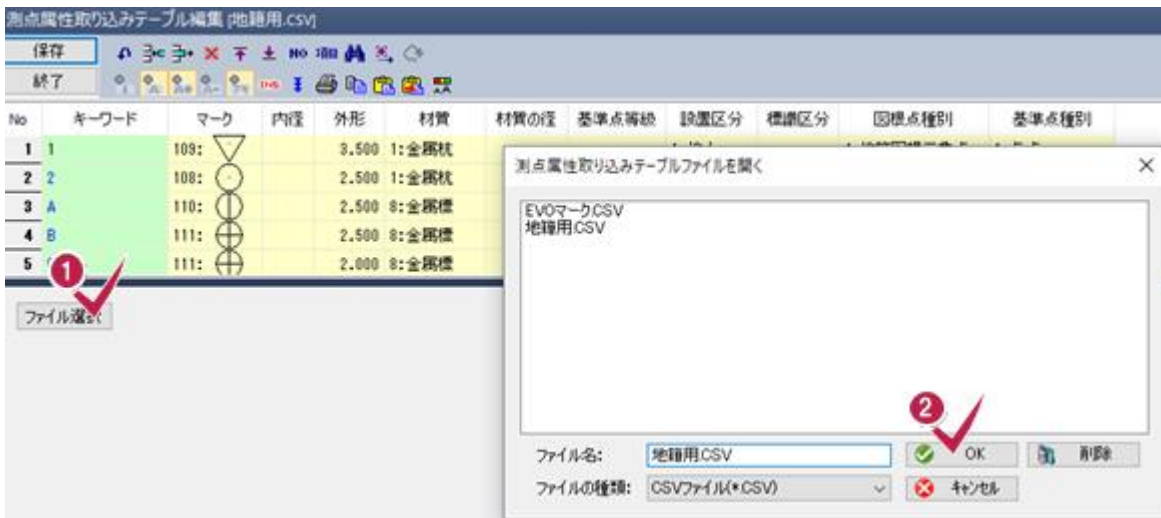 測点属性取り込みテーブル編集 [地籍用.csv]
保存
NO 項目
終了
No キーワード マーク 内径 外形 材質 材質の径 基準点等級 設置区分 標識区分 図根点種別 基準点種別
1 1 109: 3.500 1:金属杭
2 2 108: 2.500 1:金属杭
3 A 110: 2.500 8:金属標
4 B 111: 2.500 8:金属標
5 111: 2.000 8:金属標
1
ファイル選
測点属性取り込みテーブルファイルを開く
EVOマーク.CSV
地籍用.CSV
2
ファイル名: 地籍用.CSV OK 削除
ファイルの種類: CSVファイル(*.CSV) キャンセル